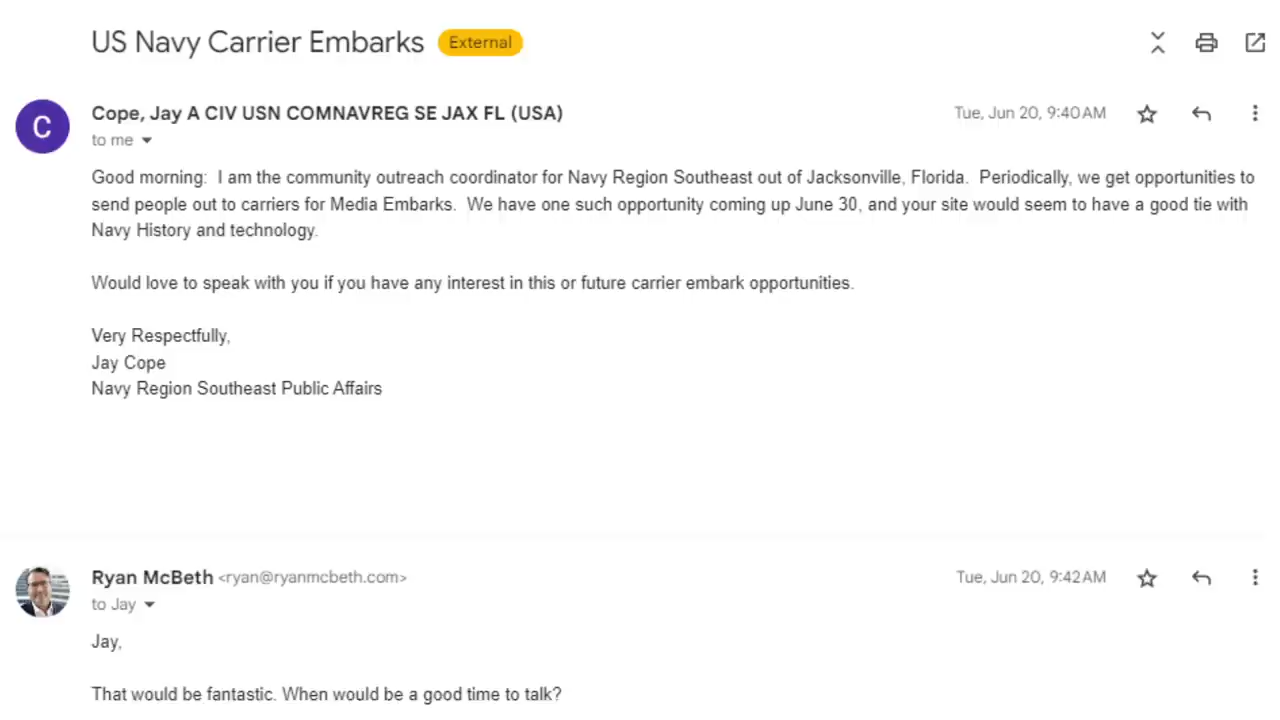 US Navy Carrier Embarks External
C
Cope, Jay A CIV USN COMNAVREG SE JAX FL (USA) Tue, Jun 20, 9:40 AM
to me
Good morning:  I am the community outreach coordinator for Navy Region Southeast out of Jacksonville, Florida.  Periodically, we get opportunities to
send people out to carriers for Media Embarks.  We have one such opportunity coming up June 30, and your site would seem to have a good tie with
Navy History and technology.
Would love to speak with you if you have any interest in this or future carrier embark opportunities.
Very Respectfully,
Jay Cope
Navy Region Southeast Public Affairs
Ryan McBeth <ryan@ryanmcbeth.com> Tue, Jun 20, 9:42 AM
to Jay
Jay,
That would be fantastic. When would be a good time to talk?